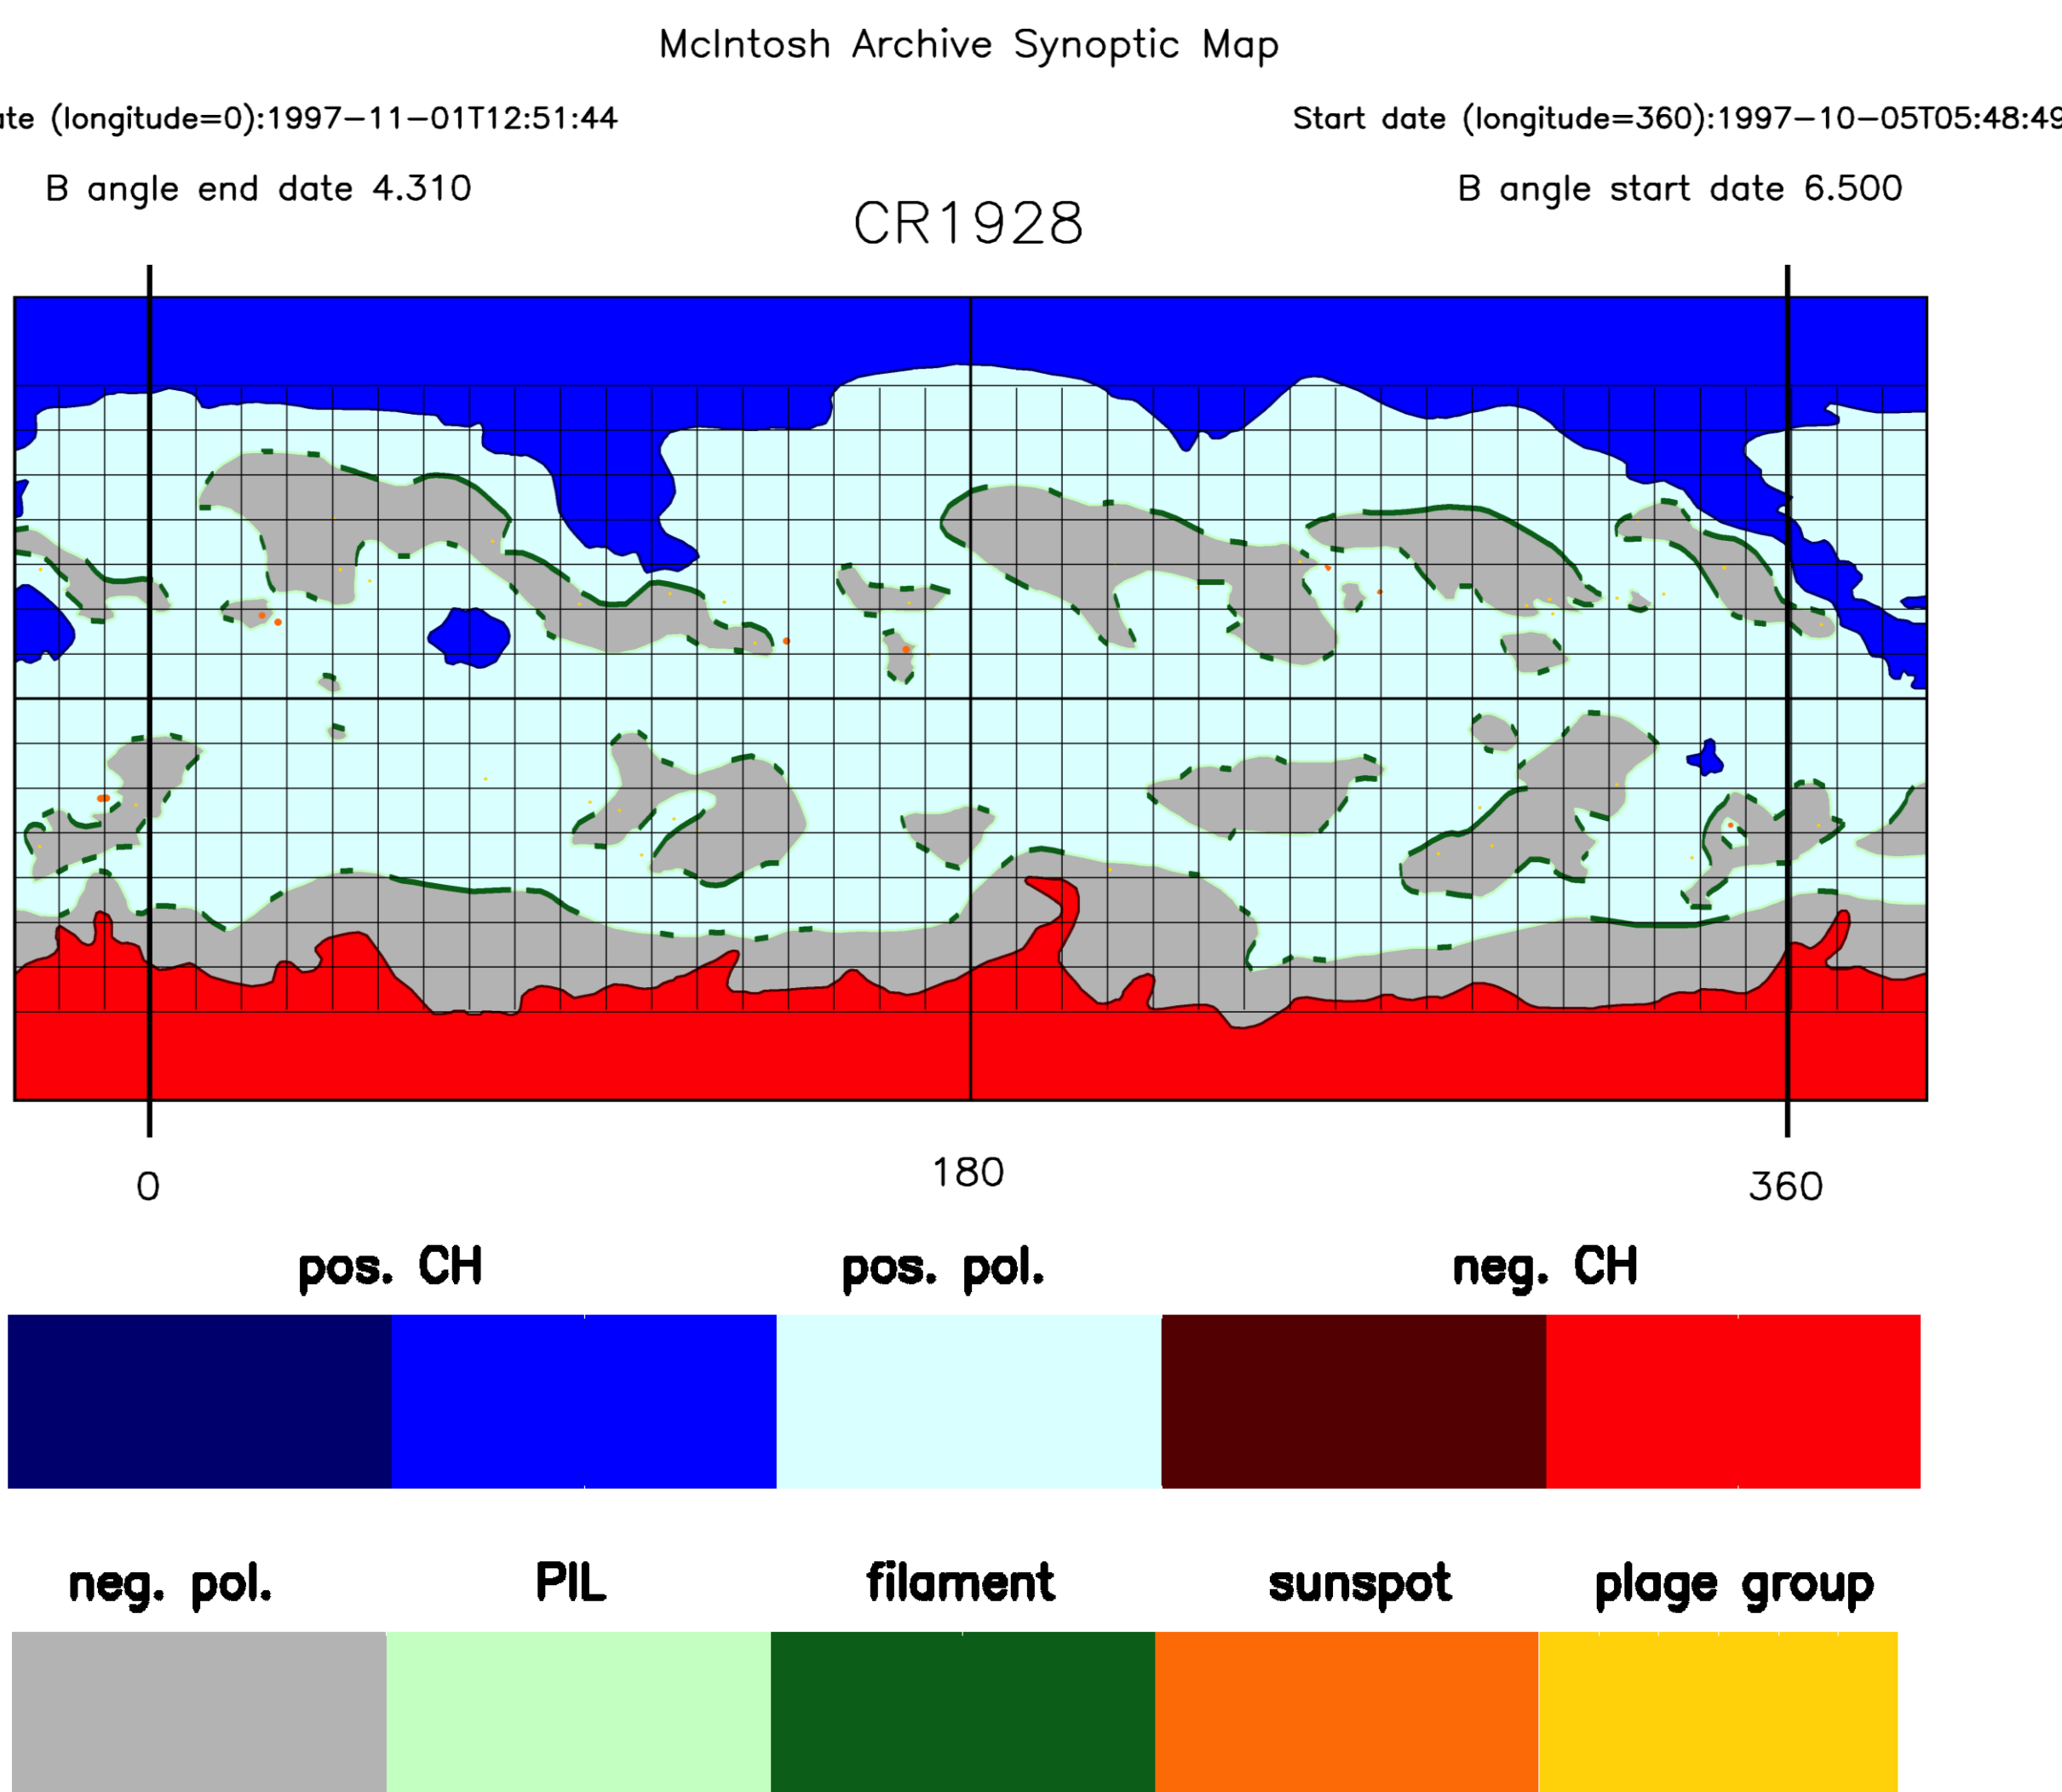 McIntosh Archive Synoptic Map
ate (longitude=0):1997-11-01T12:51:44
Start date (longitude=360):1997-10-05T05:48:49
B angle end date 4.310
B angle start date 6.500
CR1928
0
180
360
pos. CH
pos. pol.
neg. CH
neg. pol.
PIL
filament
sunspot
plage group